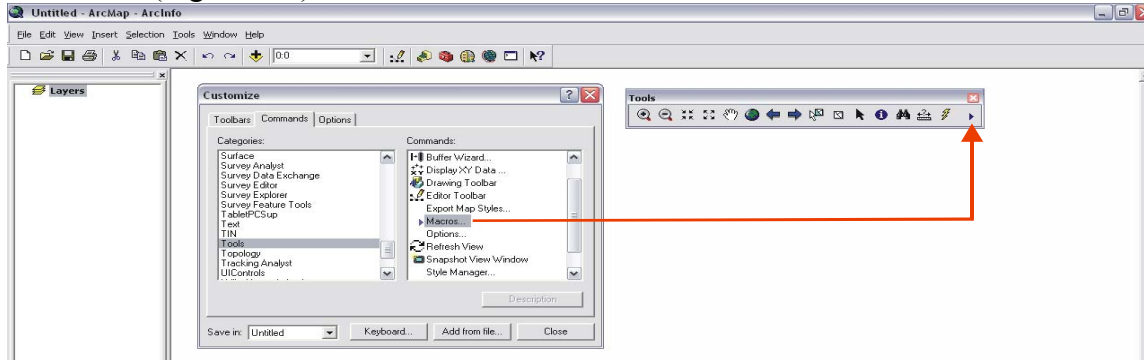 Untitled - ArcMap - ArcInfo
File Edit View Insert Selection Tools Window Help
0:0
Layers
Customize
Toolbars Commands Options
Categories:
Surface
Survey Analyst
Survey Data Exchange
Survey Editor
Survey Explorer
Survey Feature Tools
TabletPCSup
Text
TIN
Tools
Topology
Tracking Analyst
UIControls
Commands:
Buffer Wizard...
Display XY Data ...
Drawing Toolbar
Editor Toolbar
Export Map Styles...
Macros...
Options...
Refresh View
Snapshot View Window
Style Manager...
Description
Save in: Untitled Keyboard... Add from file... Close
Tools